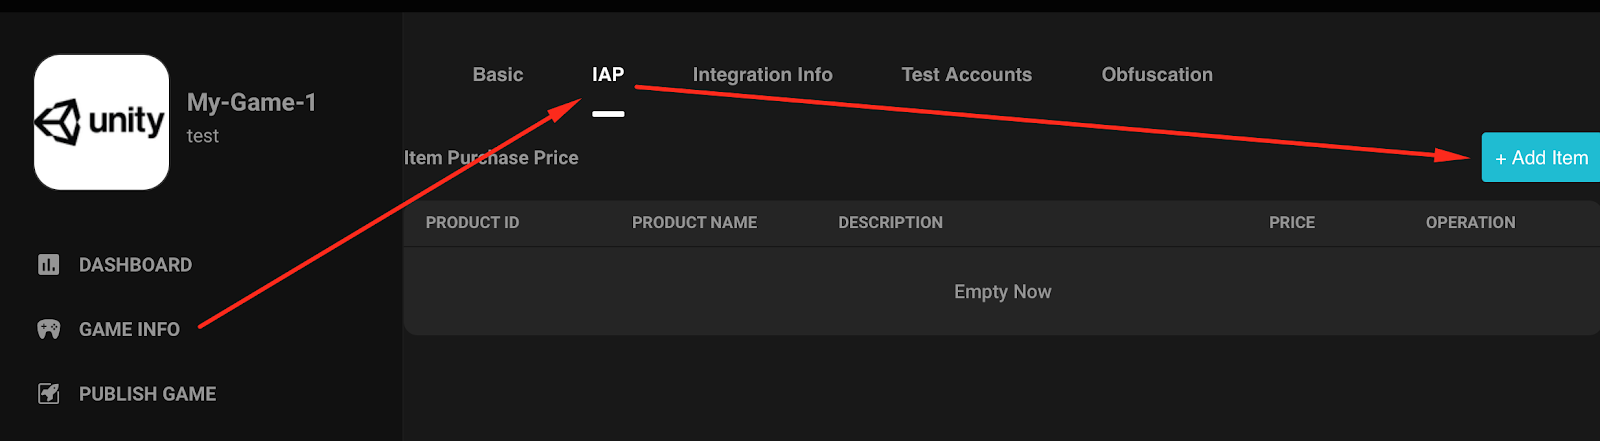 unity
My-Game-1
test
DASHBOARD
GAME INFO
PUBLISH GAME
Basic IAP Integration Info Test Accounts Obfuscation
Item Purchase Price
+ Add Item
PRODUCT ID PRODUCT NAME DESCRIPTION PRICE OPERATION
Empty Now